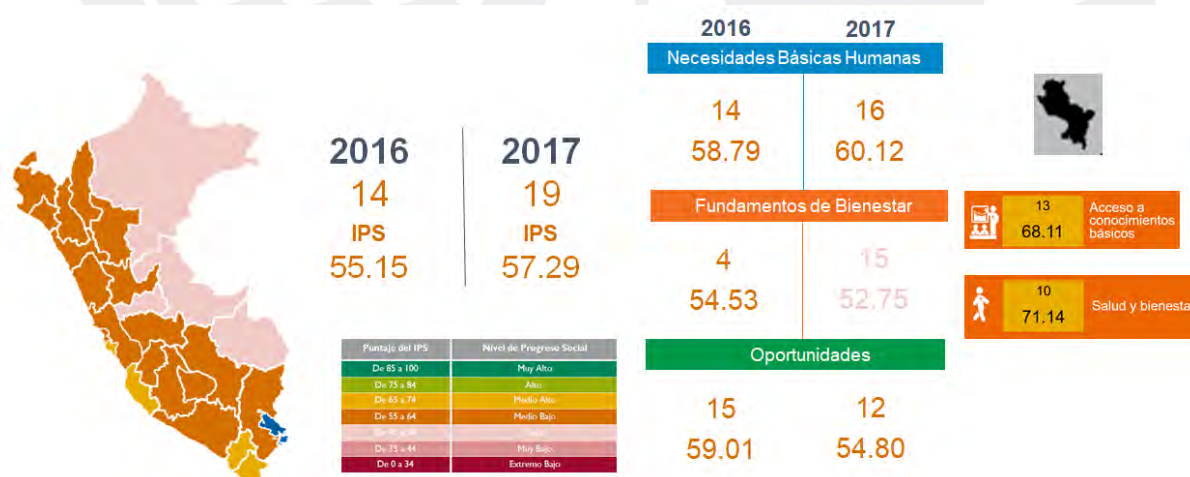 2016
2017
14
19
IPS
IPS
55.15
57.29
Puntaje del IPS
Nivel de Progreso Social
De 85 a 100
Muy Alto
De 75 a 84
Alto
De 65 a 74
Medio Alto
De 55 a 64
Medio Bajo
De 35 a 44
Muy Bajo
De 0 a 34
Extremo Bajo
2016
2017
Necesidades Básicas Humanas
14
16
58.79
60.12
Fundamentos de Bienestar
4
15
54.53
52.75
Oportunidades
15
12
59.01
54.80
13
68.11
Acceso a
conocimientos
básicos
10
71.14
Salud y bienesta